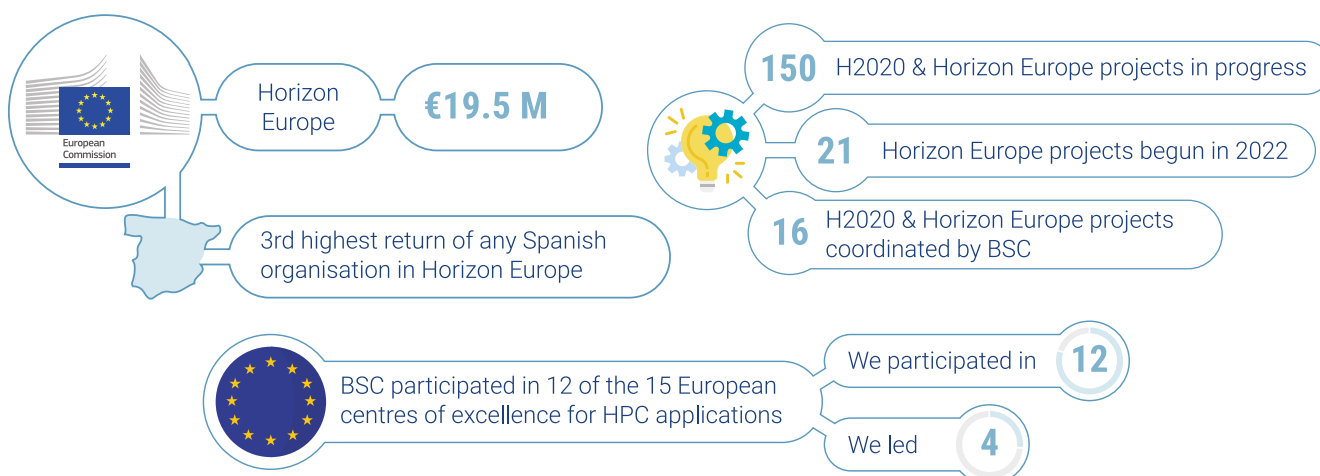 European
Commission
Horizon
Europe
€19.5 M
3rd highest return of any Spanish
organisation in Horizon Europe
150 H2020 & Horizon Europe projects in progress
21 Horizon Europe projects begun in 2022
16 H2020 & Horizon Europe projects
coordinated by BSC
BSC participated in 12 of the 15 European
centres of excellence for HPC applications
We participated in 12
We led 4